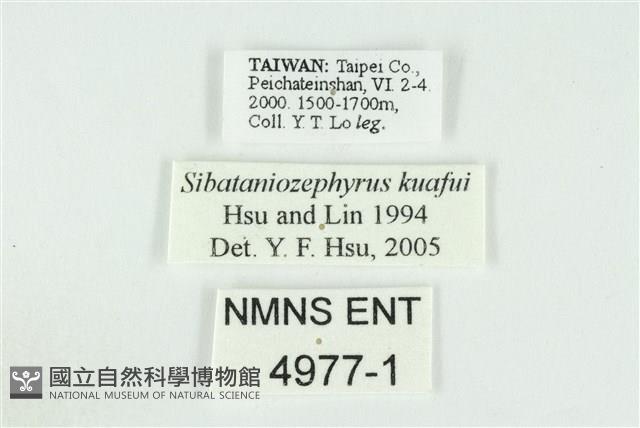 TAIWAN: Taipei Co.,
Peichateinshan, VI. 2-4.
2000. 1500-1700m,
Coll. Y. T. Lo leg.
Sibataniozephyrus kuafui
Hsu and Lin 1994
Det. Y. F. Hsu, 2005
NMNS ENT
4977-1
國立自然科學博物館
NATIONAL MUSEUM OF NATURAL SCIENCE